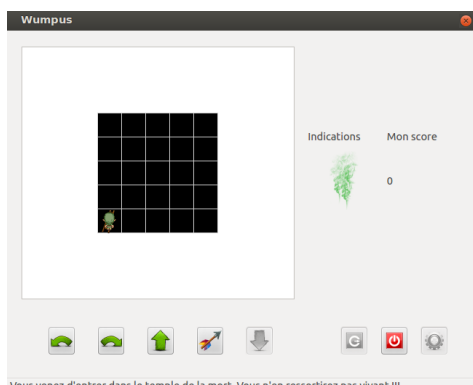 Wumpus
Indications Mon score
0
Vous venez d'entrer dans le temple de la mort. Vous n'en ressortirez pas vivant !!!